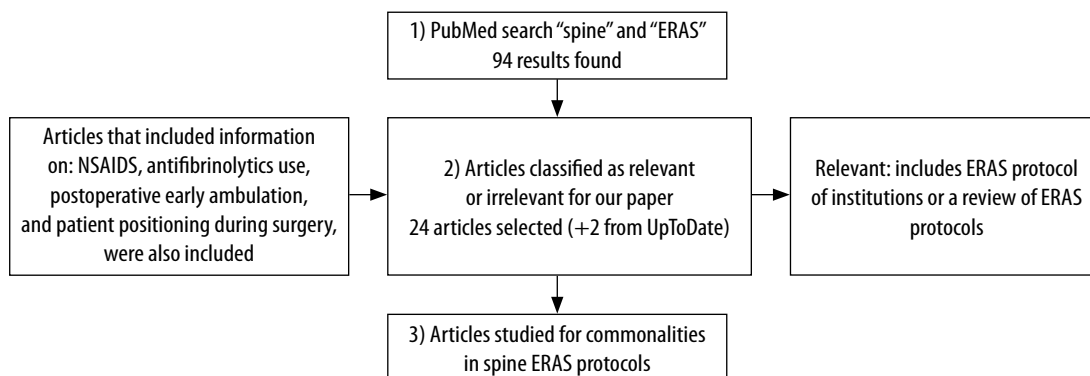 1) PubMed search “spine” and “ERAS”
94 results found
Articles that included information
on: NSAIDS, antifibrinolytics use,
postoperative early ambulation,
and patient positioning during surgery,
were also included
2) Articles classified as relevant
or irrelevant for our paper
24 articles selected (+2 from UpToDate)
Relevant: includes ERAS protocol
of institutions or a review of ERAS
protocols
3) Articles studied for commonalities
in spine ERAS protocols